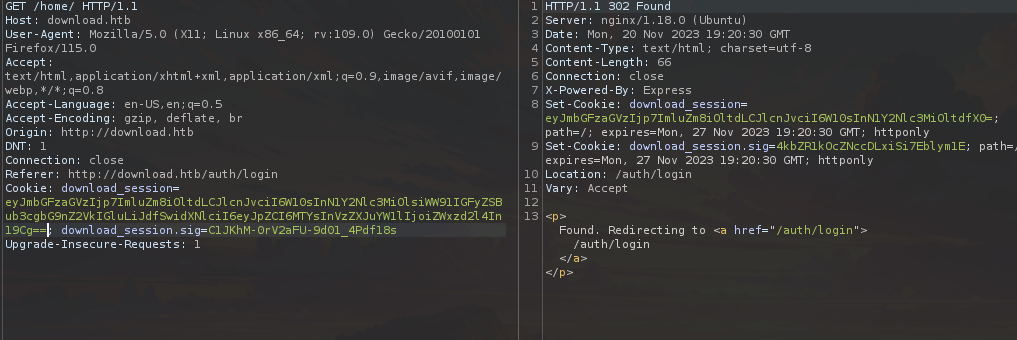 GET /home/ HTTP/1.1
Host: download.htb
User-Agent: Mozilla/5.0 (X11; Linux x86_64; rv:109.0) Gecko/20100101
Firefox/115.0
Accept:
text/html,application/xhtml+xml,application/xml;q=0.9,image/avif,image/
webp,*/*;q=0.8
Accept-Language: en-US,en;q=0.5
Accept-Encoding: gzip, deflate, br
Origin: http://download.htb
DNT: 1
Connection: close
Referer: http://download.htb/auth/login
Cookie: download_session=
eyJmbGFzaGVzIjp7ImluZm8iOltdLCJlcnJvciI6W10sInN1Y2Nlc3MiOlsiWW91IGFyZSB
ub3cgbG9nZ2VkIGluLiJdfSwidXNlciI6eyJpZCI6MTYsInVzZXJuYW1lIjoiZWxzd2l4In
19Cg==; download_session.sig=C1JKhM-OrV2aFU-9d01_4Pdf18s
Upgrade-Insecure-Requests: 1
1 HTTP/1.1 302 Found
2 Server: nginx/1.18.0 (Ubuntu)
3 Date: Mon, 20 Nov 2023 19:20:30 GMT
4 Content-Type: text/html; charset=utf-8
5 Content-Length: 66
6 Connection: close
7 X-Powered-By: Express
8 Set-Cookie: download_session=
eyJmbGFzaGVzIjp7ImluZm8iOltdLCJlcnJvciI6W10sInN1Y2Nlc3MiOltdfX0=;
path=/; expires=Mon, 27 Nov 2023 19:20:30 GMT; httponly
9 Set-Cookie: download_session.sig=4kbZR1kOcZNccDLxiSi7Eblym1E; path=/
expires=Mon, 27 Nov 2023 19:20:30 GMT; httponly
10 Location: /auth/login
11 Vary: Accept
12
13 <p>
Found. Redirecting to <a href="/auth/login">
/auth/login
</a>
</p>